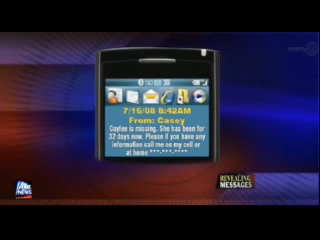 7/16/08 8:42AM
From: Casey
Caylee is missing. She has been for
32 days now. Please if you have any
information call me on my cell or
at home ***-***-****
REVEALING
MESSAGES
FOX
NEWS